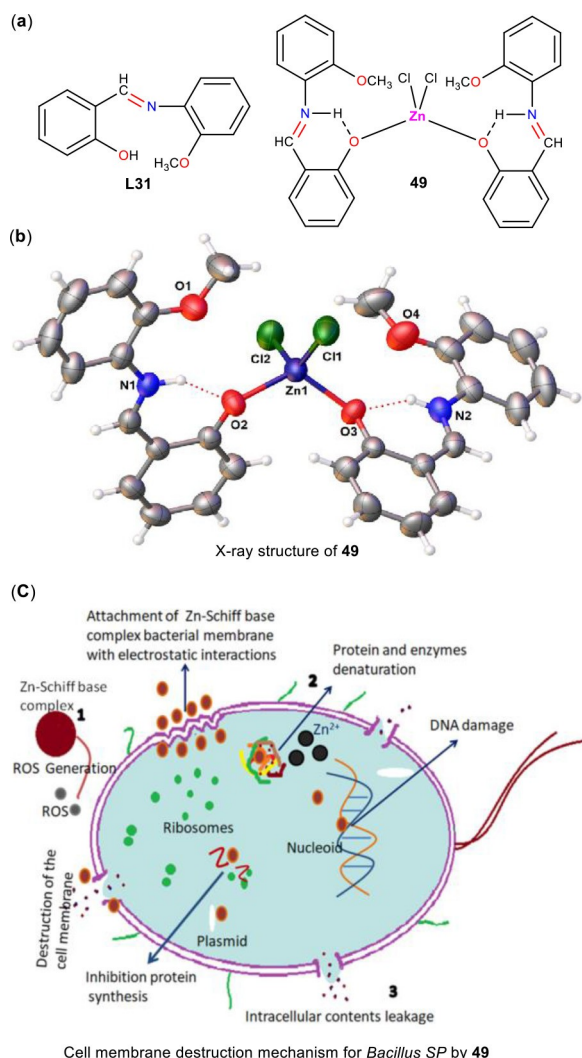 (a)
H
C
N
OH
H₃CO
L31
OCH₃
Cl
Cl
H₃CO
N
H
Zn
H
N
CH
O
O
CH
49
(b)
O1
O4
Cl2
Cl1
N1
Zn1
N2
O2
O3
X-ray structure of 49
(C)
Attachment of Zn-Schiff base
complex bacterial membrane
with electrostatic interactions
Protein and enzymes
denaturation
Zn-Schiff base
complex
1
2
Zn²⁺
DNA damage
ROS Generation
ROS
Ribosomes
Nucleoid
Destruction of the
cell membrane
Plasmid
Inhibition protein
synthesis
3
Intracellular contents leakage
Cell membrane destruction mechanism for Bacillus SP by 49